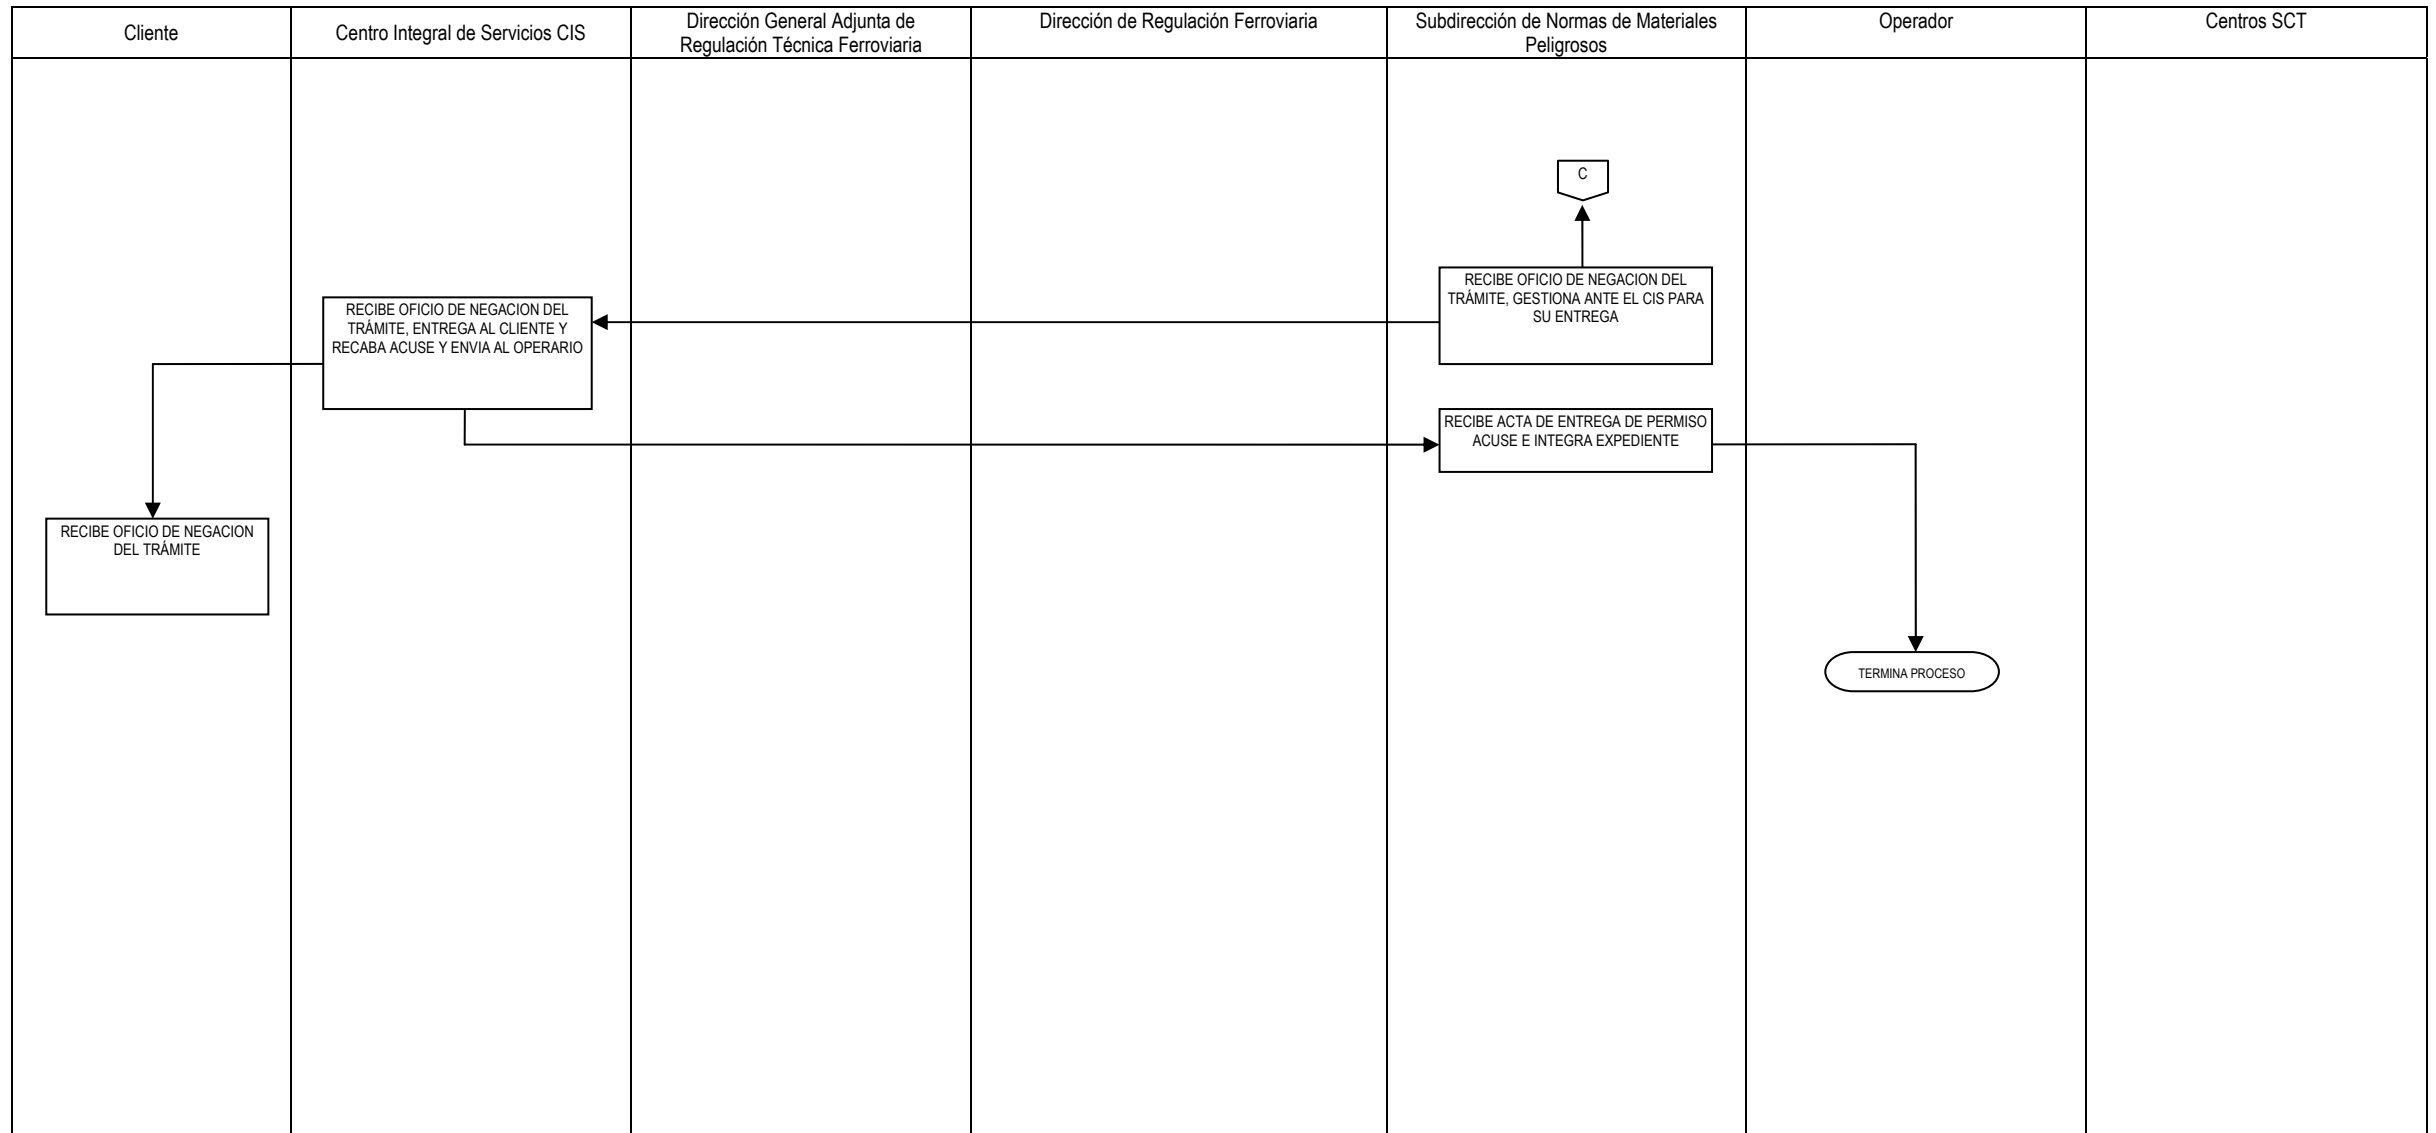 Cliente
Centro Integral de Servicios CIS
Dirección General Adjunta de
Regulación Técnica Ferroviaria
Dirección de Regulación Ferroviaria
Subdirección de Normas de Materiales
Peligrosos
Operador
Centros SCT
C
RECIBE OFICIO DE NEGACION DEL
TRÁMITE, GESTIONA ANTE EL CIS PARA
SU ENTREGA
RECIBE OFICIO DE NEGACION DEL
TRÁMITE, ENTREGA AL CLIENTE Y
RECABA ACUSE Y ENVIA AL OPERARIO
RECIBE ACTA DE ENTREGA DE PERMISO
ACUSE E INTEGRA EXPEDIENTE
RECIBE OFICIO DE NEGACION
DEL TRÁMITE
TERMINA PROCESO